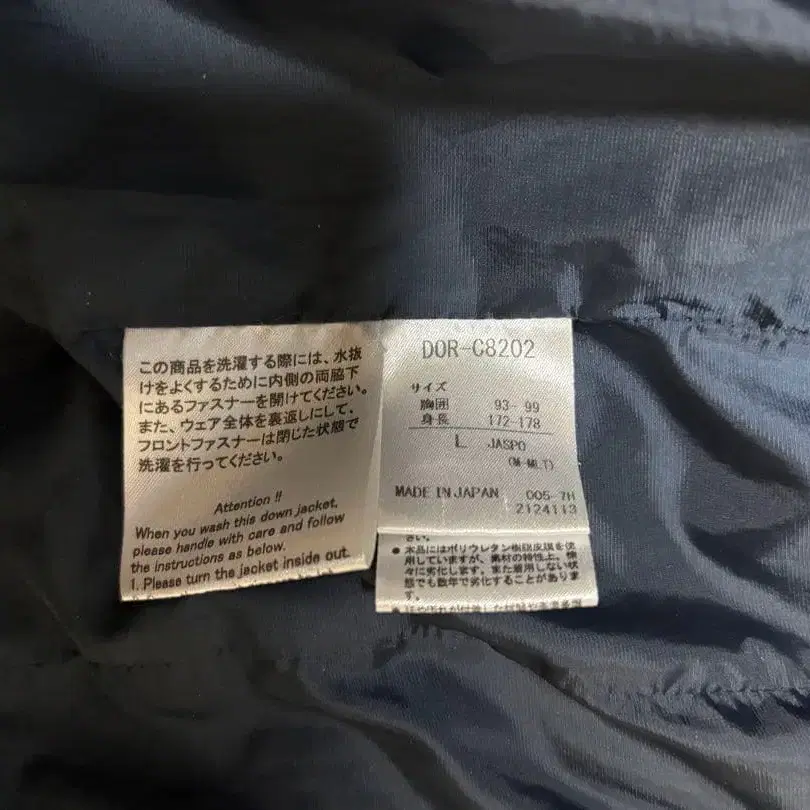 この商品を洗濯する際には、水抜
けをよくするために内側の両脇下
にあるファスナーを開けてください。
また、ウェア全体を裏返しにして、
フロントファスナーは閉じた状態で
洗濯を行ってください。
Attention !!
When you wash this down jacket,
please handle with care and follow
the instructions as below.
1. Please turn the jacket inside out.
DOR-C8202
サイズ
胸囲 93-99
身長 172-178
L JASPO
(M-MLT)
MADE IN JAPAN 005-7H
2124113
さい。
●本品にはポリウレタン樹脂皮膜を使
用していますが、素材の特性上、様
々に劣化します。また着用しない状
態でも数年で劣化することがありま
す。